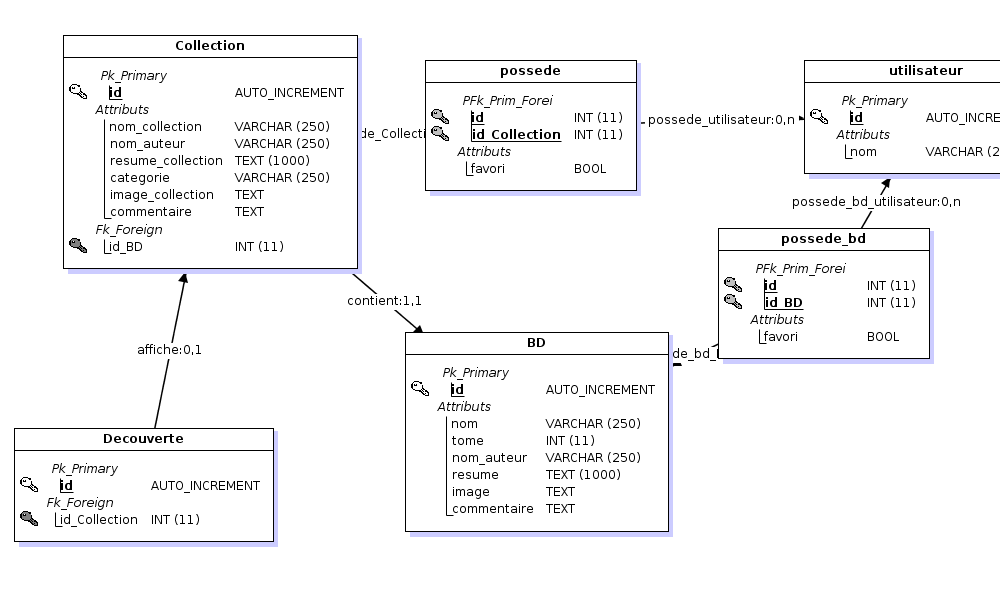 Collection
Pk_Primary
id AUTO_INCREMENT
Attributs
nom_collection VARCHAR (250)
nom_auteur VARCHAR (250)
resume_collection TEXT (1000)
categorie VARCHAR (250)
image_collection TEXT
commentaire TEXT
Fk_Foreign
id_BD INT (11)
de_Collecti
possede
PFk_Prim_Forei
id INT (11)
id_Collection INT (11)
Attributs
favori BOOL
possede_utilisateur:0,n
utilisateur
Pk_Primary
id AUTO_INCRE
Attributs
nom VARCHAR (2
possede_bd_utilisateur:0,n
possede_bd
PFk_Prim_Forei
id INT (11)
id_BD INT (11)
Attributs
favori BOOL
de_bd_
contient:1,1
affiche:0,1
BD
Pk_Primary
id AUTO_INCREMENT
Attributs
nom VARCHAR (250)
tome INT (11)
nom_auteur VARCHAR (250)
resume TEXT (1000)
image TEXT
commentaire TEXT
Decouverte
Pk_Primary
id AUTO_INCREMENT
Fk_Foreign
id_Collection INT (11)